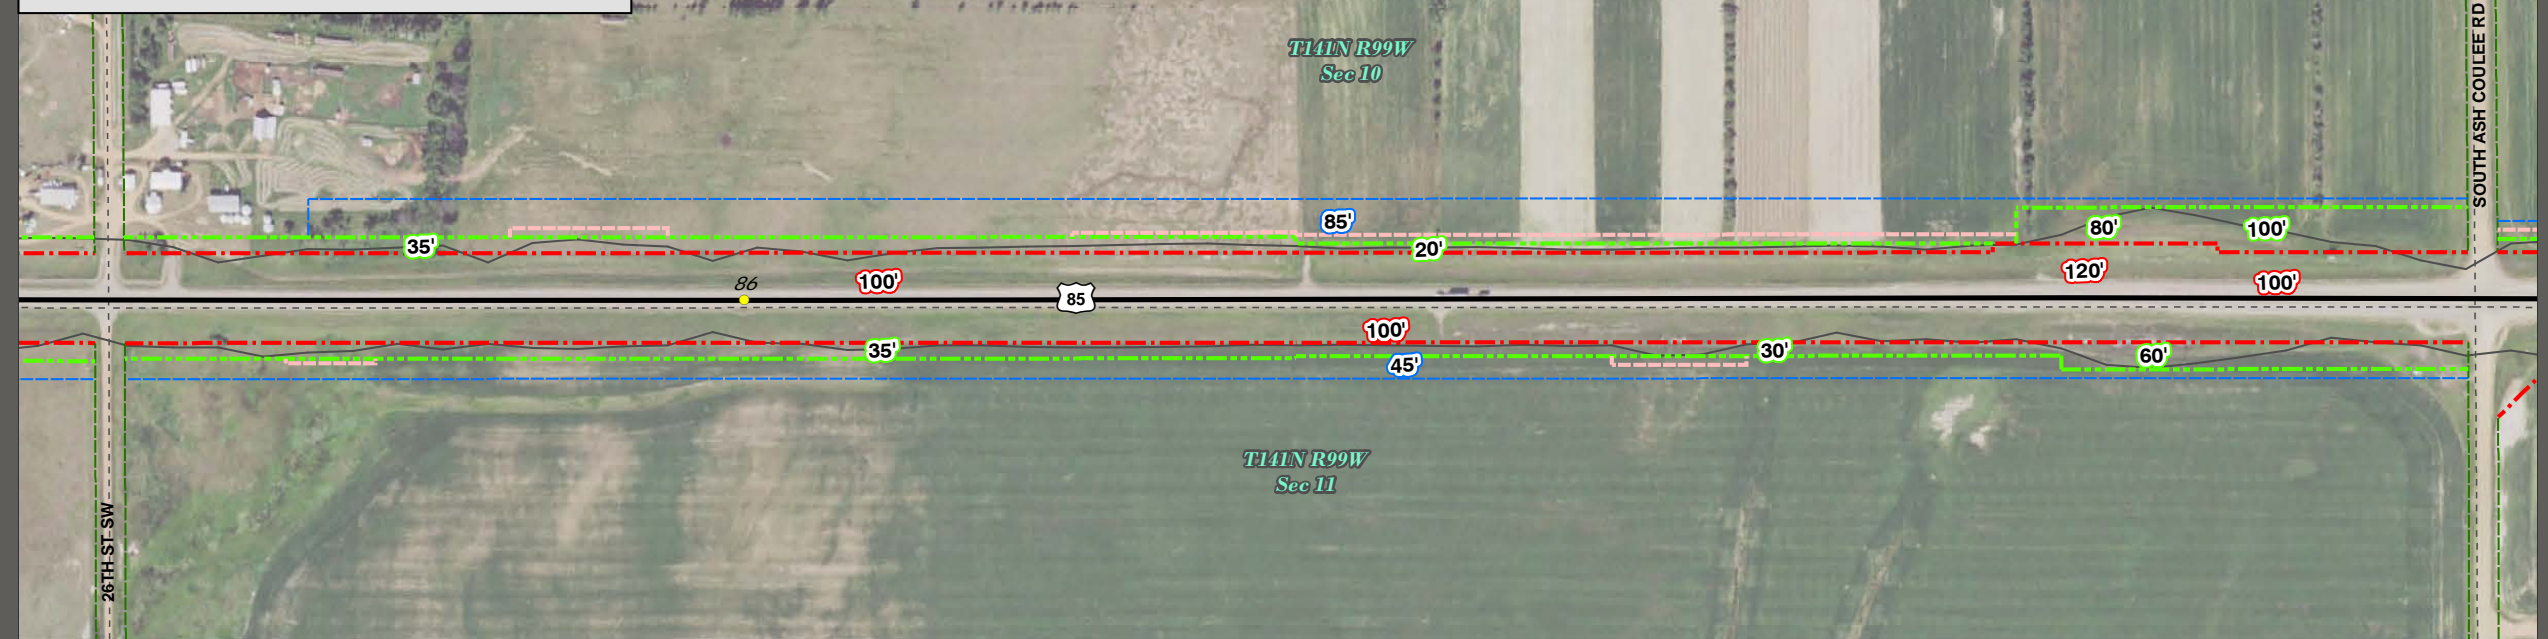 SOUTH ASH COULEE RD
T141N R99W
Sec 10
85'
80'
100'
35'
20'
120'
100'
86
100'
85
100'
35'
30'
60'
45'
T141N R99W
Sec 11
26TH ST SW